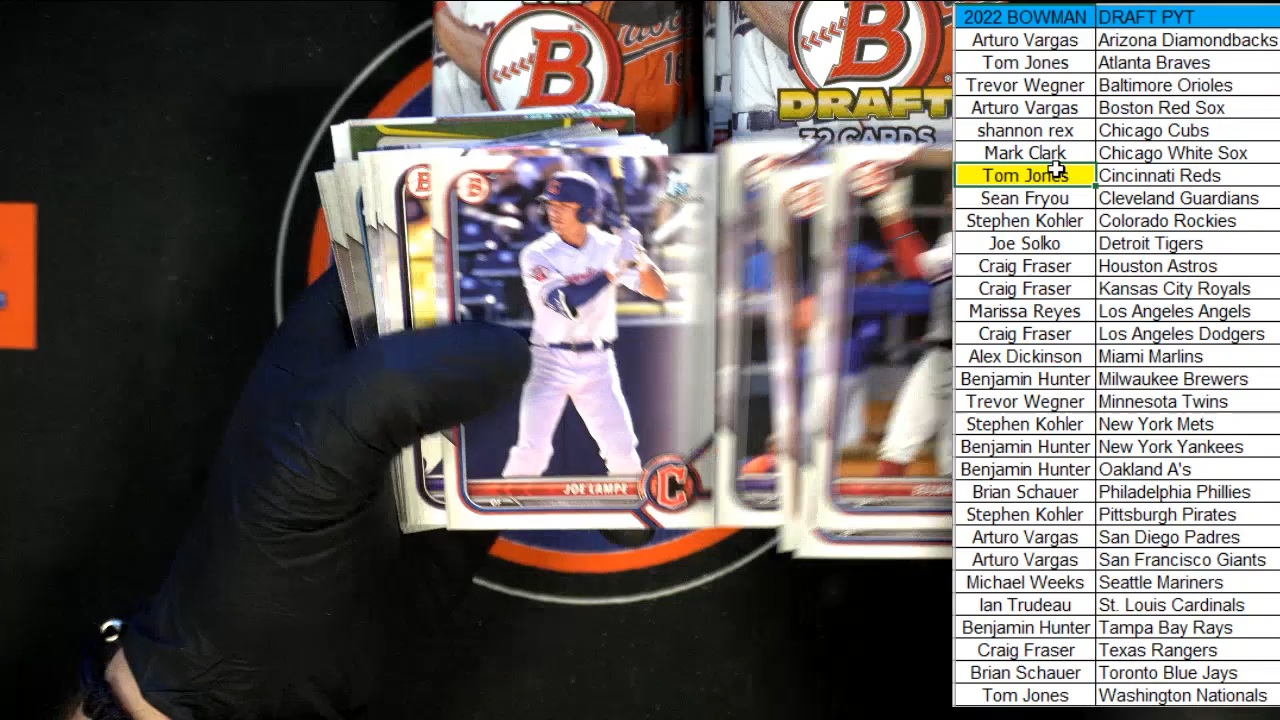 B
B
DRAFT
32 CARDS
B
B
JOE LAMPE
C
2022 BOWMAN DRAFT PYT
Arturo Vargas Arizona Diamondbacks
Tom Jones Atlanta Braves
Trevor Wegner Baltimore Orioles
Arturo Vargas Boston Red Sox
shannon rex Chicago Cubs
Mark Clark Chicago White Sox
Tom Jones Cincinnati Reds
Sean Fryou Cleveland Guardians
Stephen Kohler Colorado Rockies
Joe Solko Detroit Tigers
Craig Fraser Houston Astros
Craig Fraser Kansas City Royals
Marissa Reyes Los Angeles Angels
Craig Fraser Los Angeles Dodgers
Alex Dickinson Miami Marlins
Benjamin Hunter Milwaukee Brewers
Trevor Wegner Minnesota Twins
Stephen Kohler New York Mets
Benjamin Hunter New York Yankees
Benjamin Hunter Oakland A's
Brian Schauer Philadelphia Phillies
Stephen Kohler Pittsburgh Pirates
Arturo Vargas San Diego Padres
Arturo Vargas San Francisco Giants
Michael Weeks Seattle Mariners
Ian Trudeau St. Louis Cardinals
Benjamin Hunter Tampa Bay Rays
Craig Fraser Texas Rangers
Brian Schauer Toronto Blue Jays
Tom Jones Washington Nationals